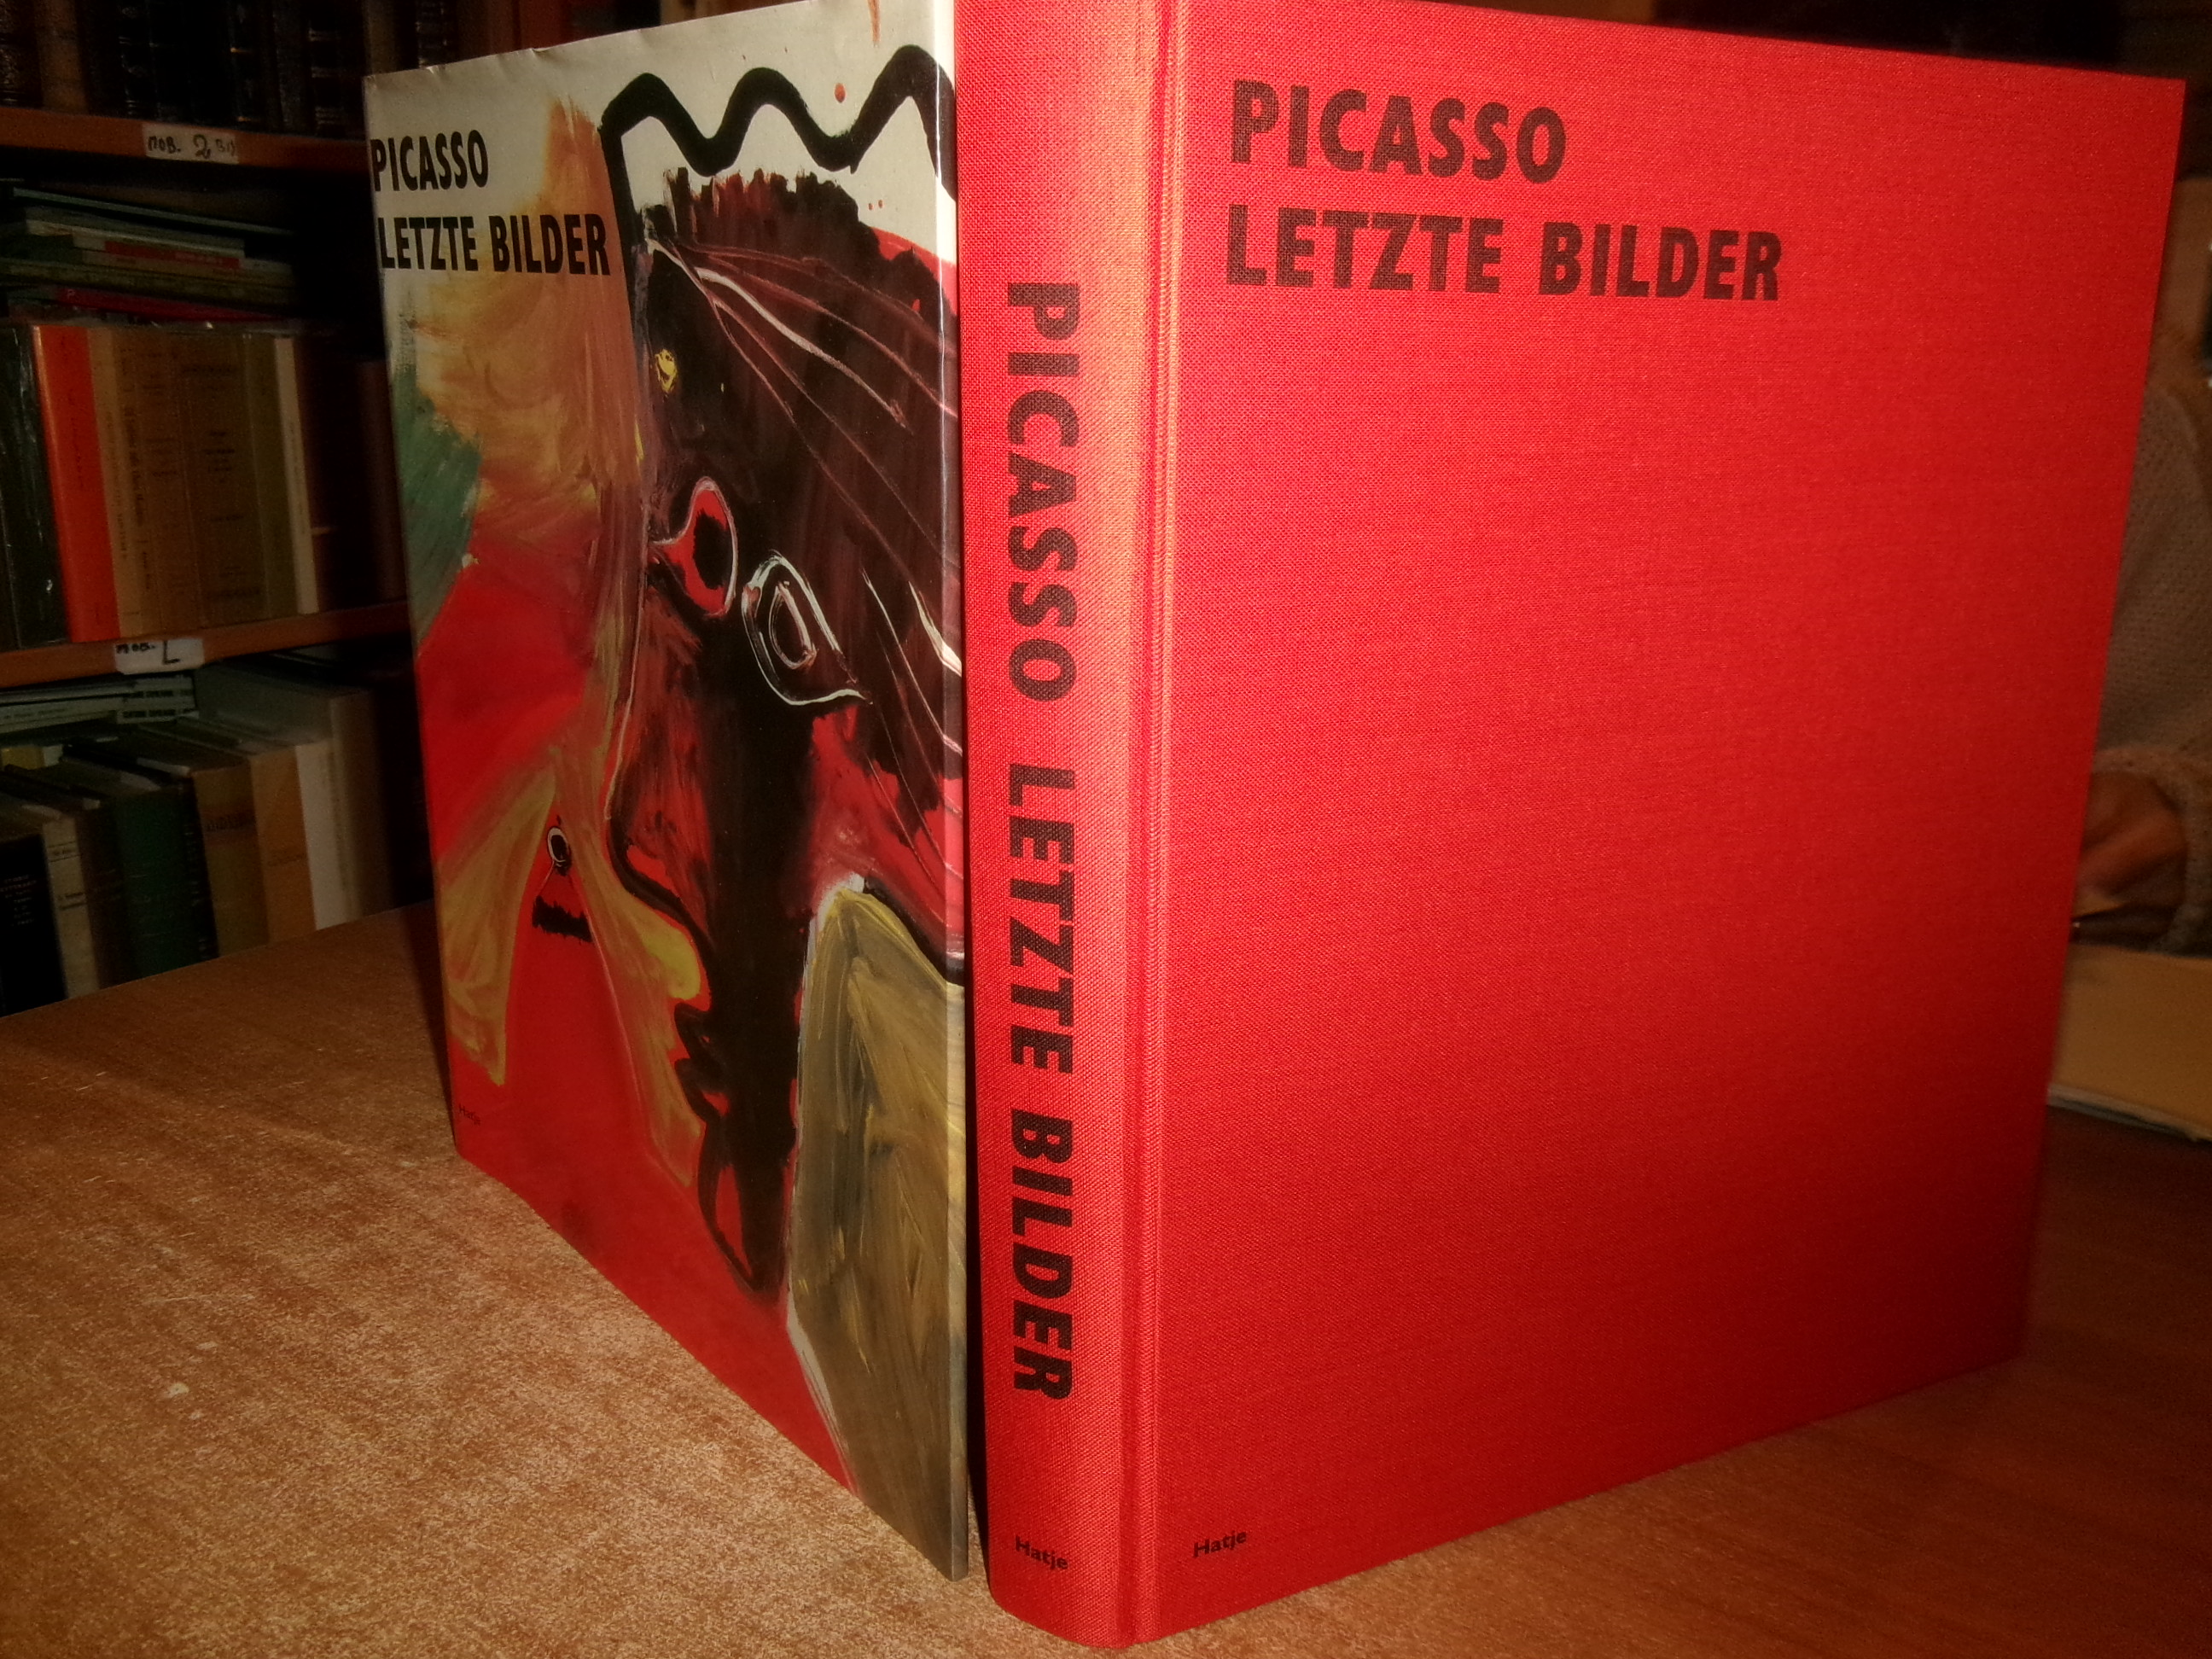 PICASSO
LETZTE BILDER
Hatje
PICASSO LETZTE BILDER
Hatje
PICASSO
LETZTE BILDER
Hatje